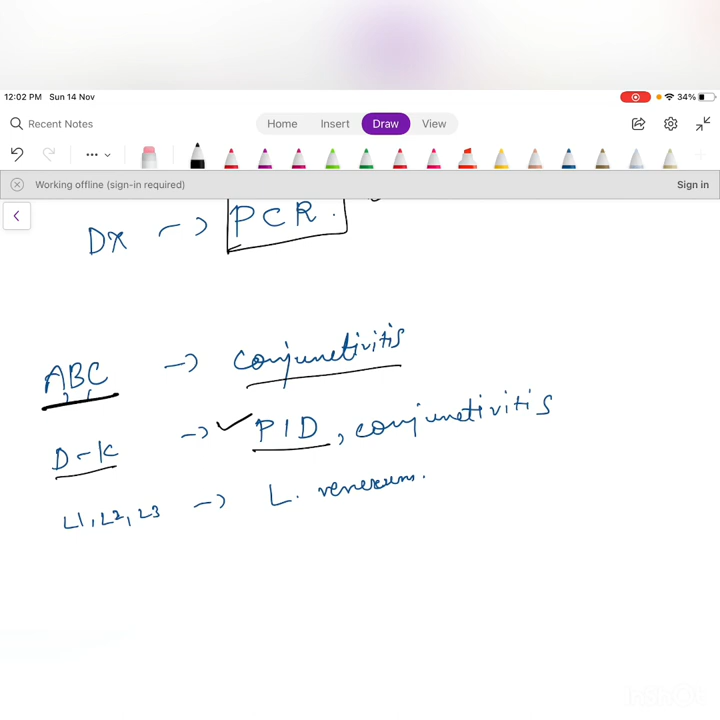 12:02 PM Sun 14 Nov 34%
Recent Notes Home Insert Draw View
Working offline (sign-in required) Sign in
DX -> PCR.
A,B,C -> conjunctivitis
D-K -> ✓ PID, conjunctivitis
L1, L2, L3 -> L. venereum.
InShOt